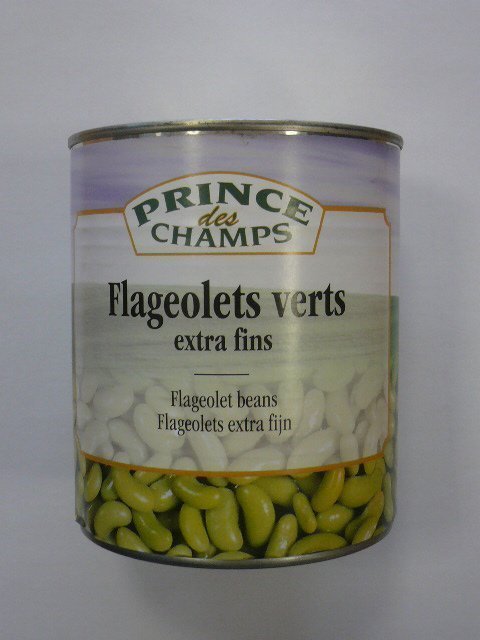 PRINCE
des
CHAMPS
Flageolets verts
extra fins
Flageolet beans
Flageolets extra fijn